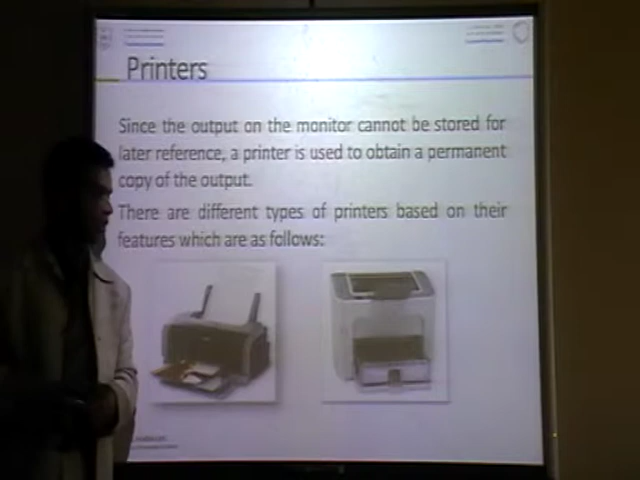 Printers
Since the output on the monitor cannot be stored for
later reference, a printer is used to obtain a permanent
copy of the output.
There are different types of printers based on their
features which are as follows: